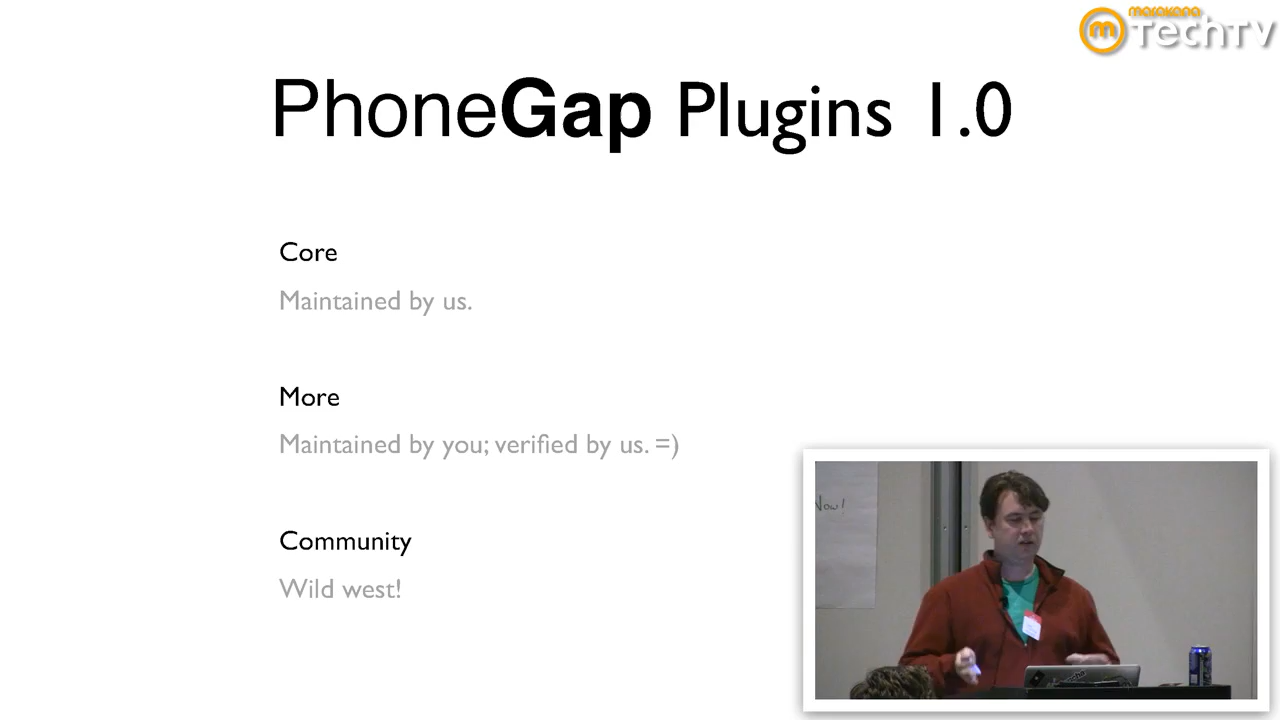 marakana
TechTV
PhoneGap Plugins 1.0
Core
Maintained by us.
More
Maintained by you; verified by us. =)
Community
Wild west!
Now!